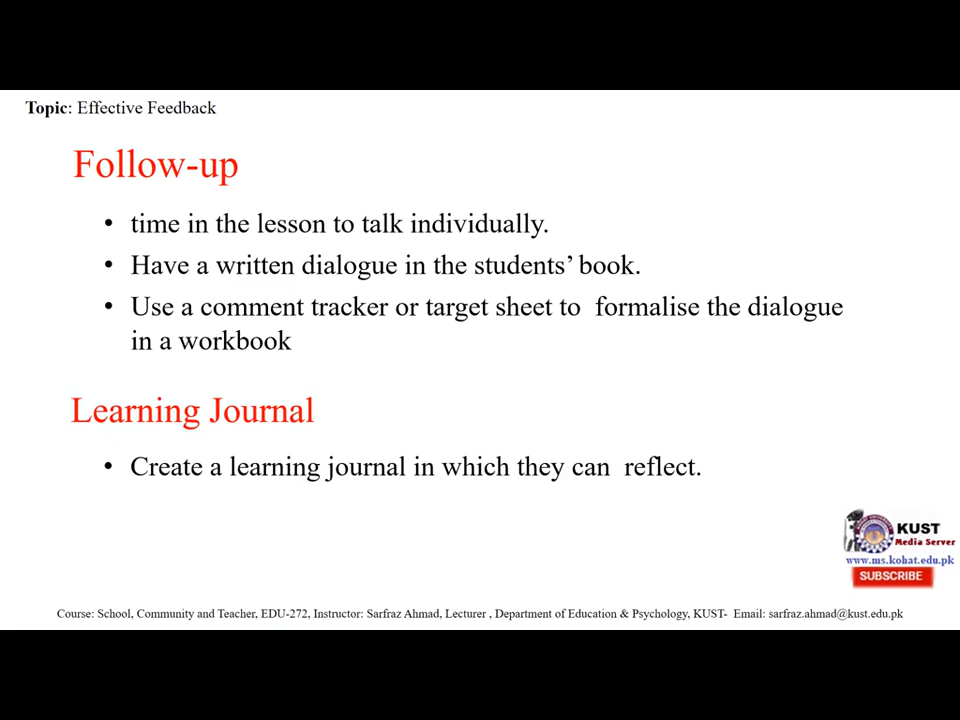 Topic: Effective Feedback
Follow-up
• time in the lesson to talk individually.
• Have a written dialogue in the students' book.
• Use a comment tracker or target sheet to formalise the dialogue
in a workbook
Learning Journal
• Create a learning journal in which they can reflect.
KUST
Media Server
www.ms.kohat.edu.pk
SUBSCRIBE
Course: School, Community and Teacher, EDU-272, Instructor: Sarfraz Ahmad, Lecturer , Department of Education & Psychology, KUST- Email: sarfraz.ahmad@kust.edu.pk